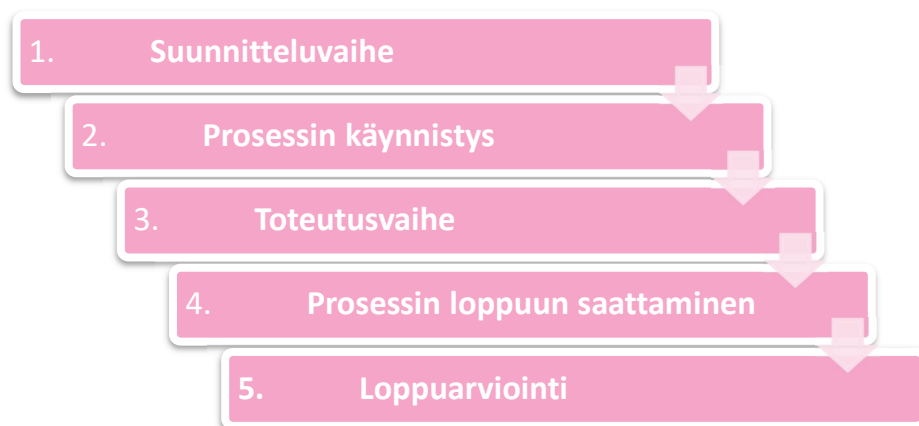 1. Suunnitteluvaihe
2. Prosessin käynnistys
3. Toteutusvaihe
4. Prosessin loppuun saattaminen
5. Loppuarviointi